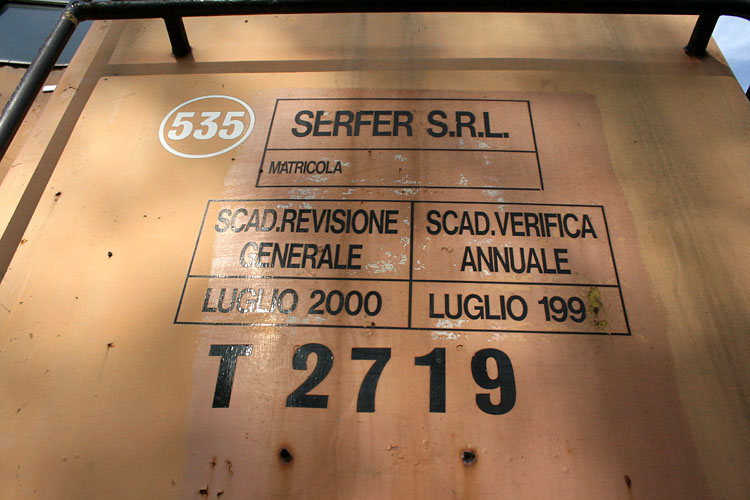 535
SERFER S.R.L.
MATRICOLA
SCAD.REVISIONE
GENERALE
SCAD.VERIFICA
ANNUALE
LUGLIO 2000
LUGLIO 199
T 2719